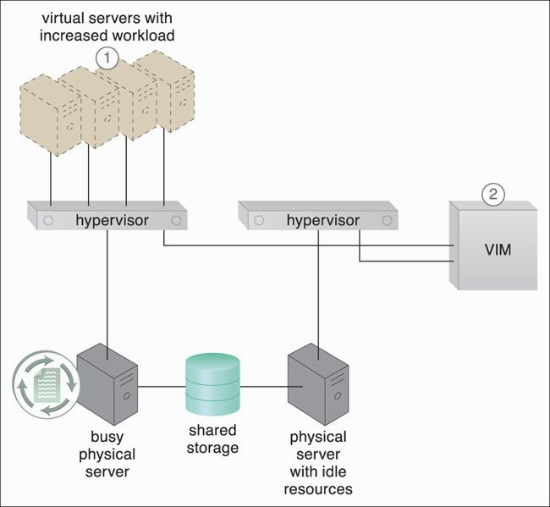 virtual servers with
increased workload
1
hypervisor
hypervisor
2
VIM
busy
physical
server
shared
storage
physical
server
with idle
resources